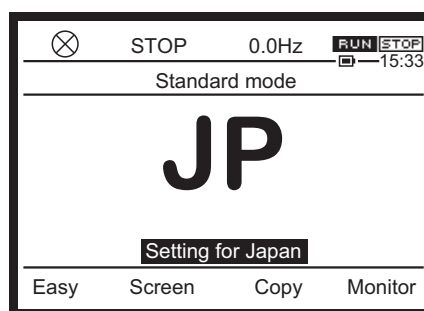 STOP 0.0Hz RUN STOP
15:33
Standard mode
JP
Setting for Japan
Easy Screen Copy Monitor